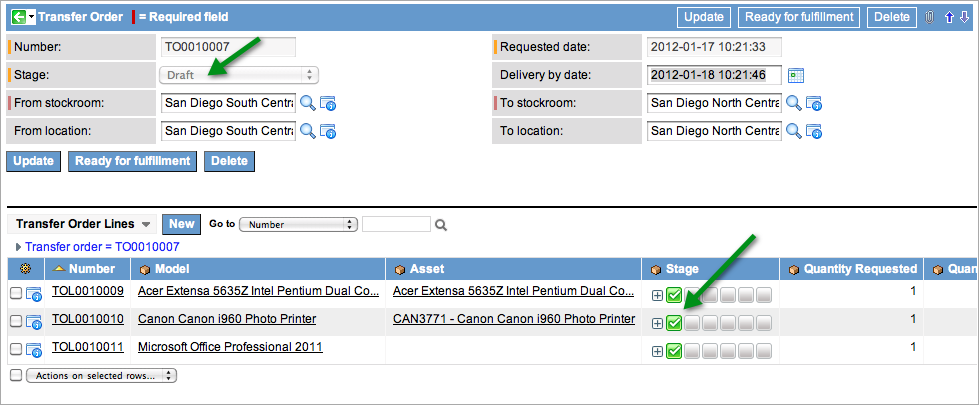 Transfer Order = Required field Update Ready for fulfillment Delete
Number: TO0010007 Requested date: 2012-01-17 10:21:33
Stage: Draft Delivery by date: 2012-01-18 10:21:46
From stockroom: San Diego South Centra To stockroom: San Diego North Centra
From location: San Diego South Centra To location: San Diego North Centra
Update Ready for fulfillment Delete
Transfer Order Lines New Go to Number
Transfer order = TO0010007
Number Model Asset Stage Quantity Requested Quan
TOL0010009 Acer Extensa 5635Z Intel Pentium Dual Co... Acer Extensa 5635Z Intel Pentium Dual Co... 1
TOL0010010 Canon Canon i960 Photo Printer CAN3771 - Canon Canon i960 Photo Printer 1
TOL0010011 Microsoft Office Professional 2011 1
Actions on selected rows...